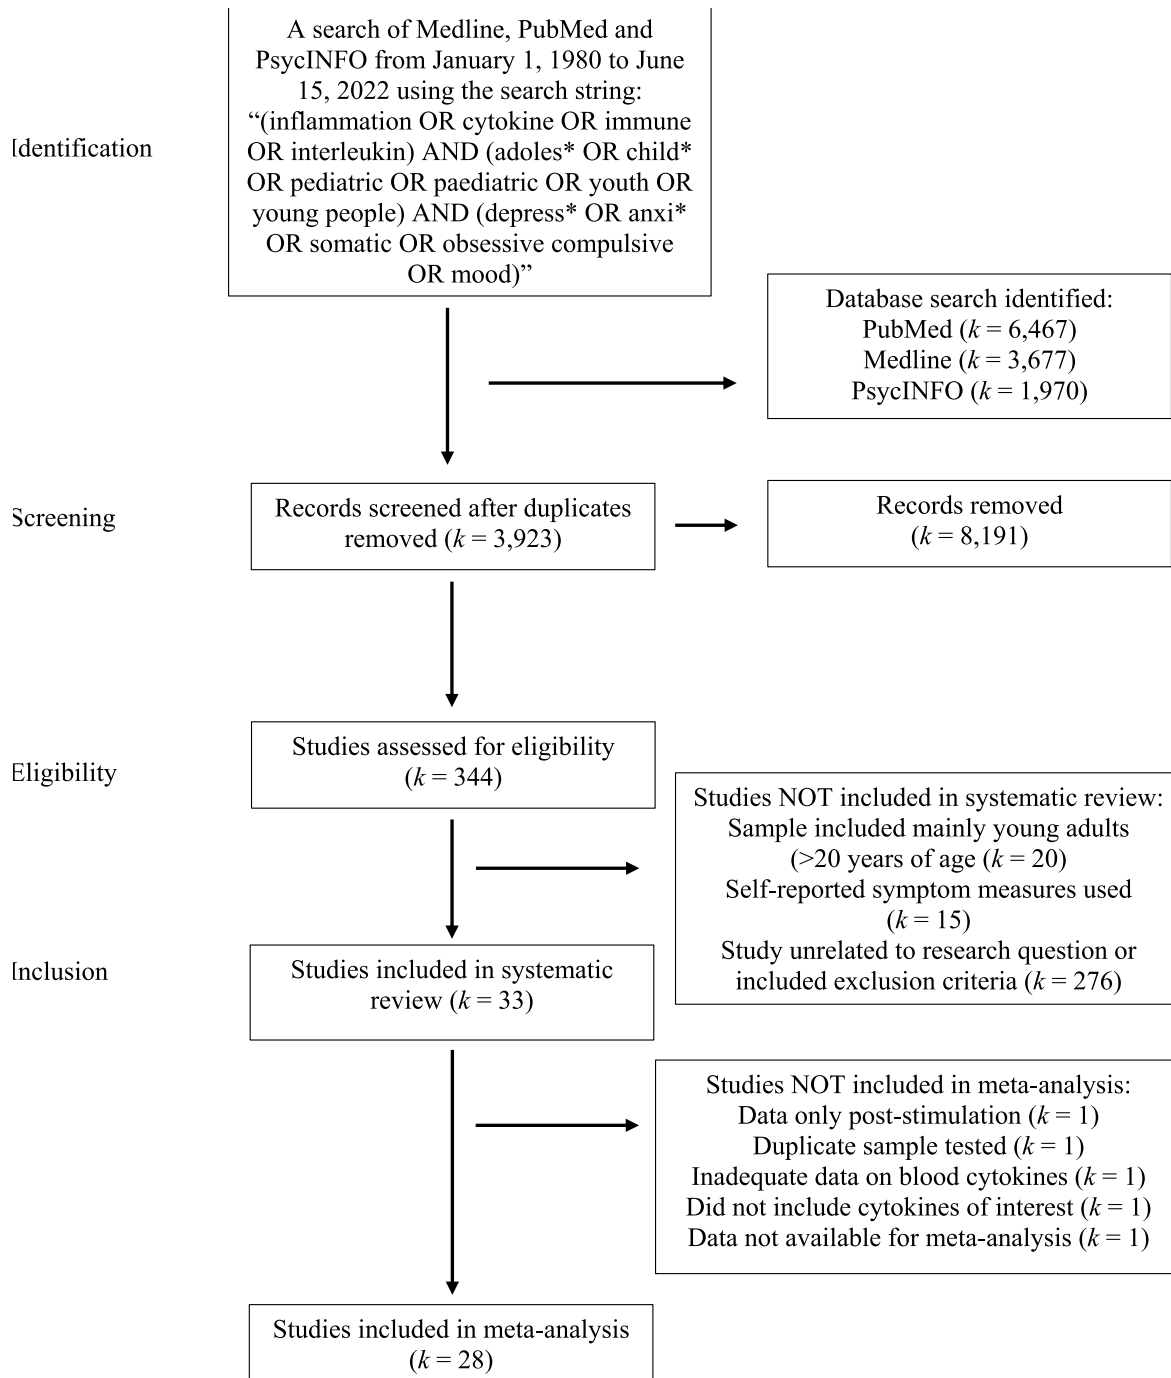 A search of Medline, PubMed and
PsycINFO from January 1, 1980 to June
15, 2022 using the search string:
“(inflammation OR cytokine OR immune
OR interleukin) AND (adoles* OR child*
OR pediatric OR paediatric OR youth OR
young people) AND (depress* OR anxi*
OR somatic OR obsessive compulsive
OR mood)”
Identification
Database search identified:
PubMed (k = 6,467)
Medline (k = 3,677)
PsycINFO (k = 1,970)
Screening
Records screened after duplicates
removed (k = 3,923)
Records removed
(k = 8,191)
Eligibility
Studies assessed for eligibility
(k = 344)
Studies NOT included in systematic review:
Sample included mainly young adults
(>20 years of age (k = 20)
Self-reported symptom measures used
(k = 15)
Study unrelated to research question or
included exclusion criteria (k = 276)
Inclusion
Studies included in systematic
review (k = 33)
Studies NOT included in meta-analysis:
Data only post-stimulation (k = 1)
Duplicate sample tested (k = 1)
Inadequate data on blood cytokines (k = 1)
Did not include cytokines of interest (k = 1)
Data not available for meta-analysis (k = 1)
Studies included in meta-analysis
(k = 28)